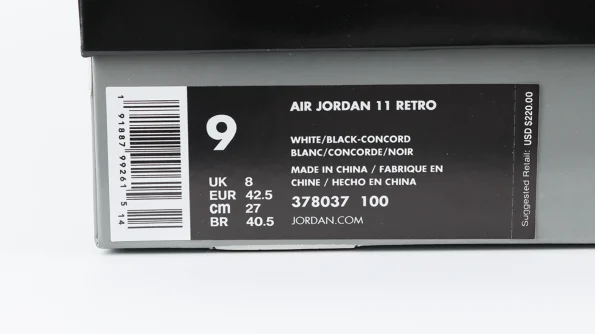 1 91887 99261 5 14
9
UK 8
EUR 42.5
cm 27
BR 40.5
AIR JORDAN 11 RETRO
WHITE/BLACK-CONCORD
BLANC/CONCORDE/NOIR
MADE IN CHINA / FABRIQUE EN
CHINE / HECHO EN CHINA
378037 100
JORDAN.COM
Suggested Retail: USD $220.00